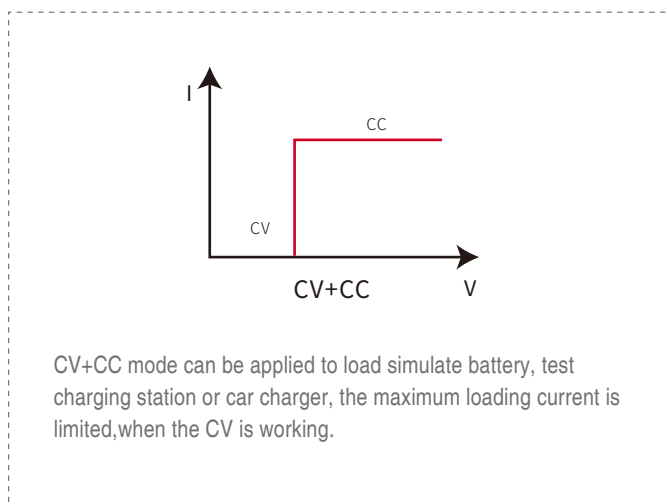 I
CC
CV
CV+CC
V
CV+CC mode can be applied to load simulate battery, test
charging station or car charger, the maximum loading current is
limited,when the CV is working.